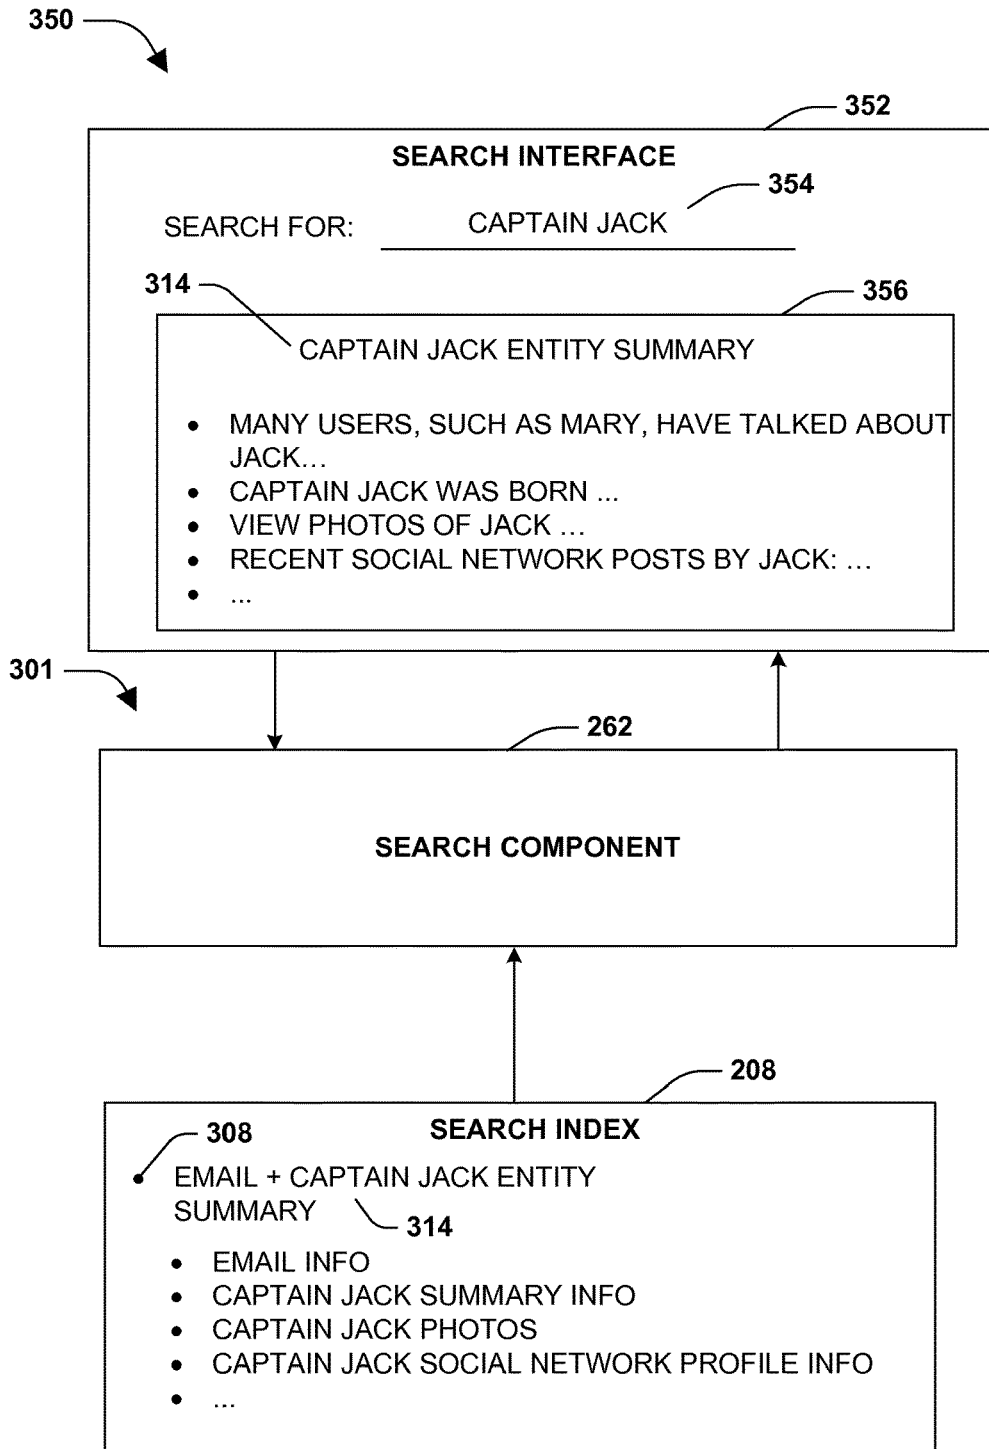 350
352
SEARCH INTERFACE
354
SEARCH FOR: CAPTAIN JACK
314
356
CAPTAIN JACK ENTITY SUMMARY
• MANY USERS, SUCH AS MARY, HAVE TALKED ABOUT
JACK...
• CAPTAIN JACK WAS BORN ...
• VIEW PHOTOS OF JACK ...
• RECENT SOCIAL NETWORK POSTS BY JACK: ...
• ...
301
262
SEARCH COMPONENT
208
SEARCH INDEX
308
• EMAIL + CAPTAIN JACK ENTITY
SUMMARY
314
• EMAIL INFO
• CAPTAIN JACK SUMMARY INFO
• CAPTAIN JACK PHOTOS
• CAPTAIN JACK SOCIAL NETWORK PROFILE INFO
• ...